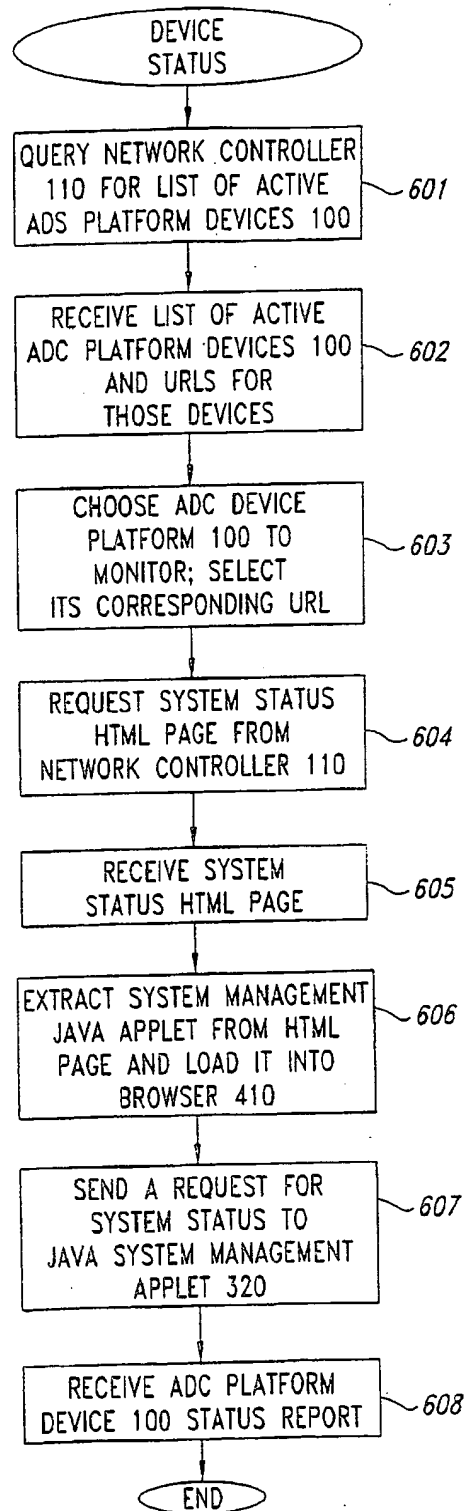 DEVICE
STATUS
QUERY NETWORK CONTROLLER
110 FOR LIST OF ACTIVE
ADS PLATFORM DEVICES 100
601
RECEIVE LIST OF ACTIVE
ADC PLATFORM DEVICES 100
AND URLS FOR
THOSE DEVICES
602
CHOOSE ADC DEVICE
PLATFORM 100 TO
MONITOR; SELECT
ITS CORRESPONDING URL
603
REQUEST SYSTEM STATUS
HTML PAGE FROM
NETWORK CONTROLLER 110
604
RECEIVE SYSTEM
STATUS HTML PAGE
605
EXTRACT SYSTEM MANAGEMENT
JAVA APPLET FROM HTML
PAGE AND LOAD IT INTO
BROWSER 410
606
SEND A REQUEST FOR
SYSTEM STATUS TO
JAVA SYSTEM MANAGEMENT
APPLET 320
607
RECEIVE ADC PLATFORM
DEVICE 100 STATUS REPORT
608
END